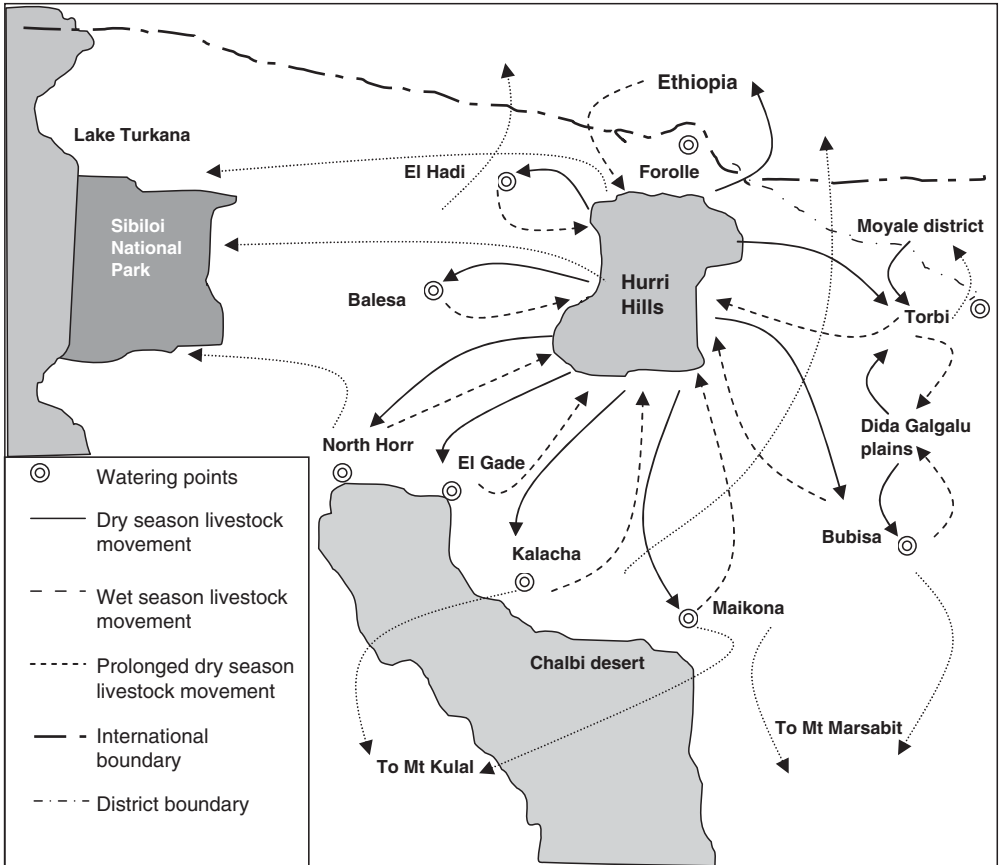 Ethiopia
Lake Turkana
El Hadi
Forolle
Sibiloi
National
Park
Moyale district
Hurri
Hills
Balesa
Torbi
North Horr
El Gade
Dida Galgalu
plains
Bubisa
Kalacha
Maikona
Chalbi desert
To Mt Marsabit
To Mt Kulal
Watering points
Dry season livestock
movement
Wet season livestock
movement
Prolonged dry season
livestock movement
International
boundary
District boundary